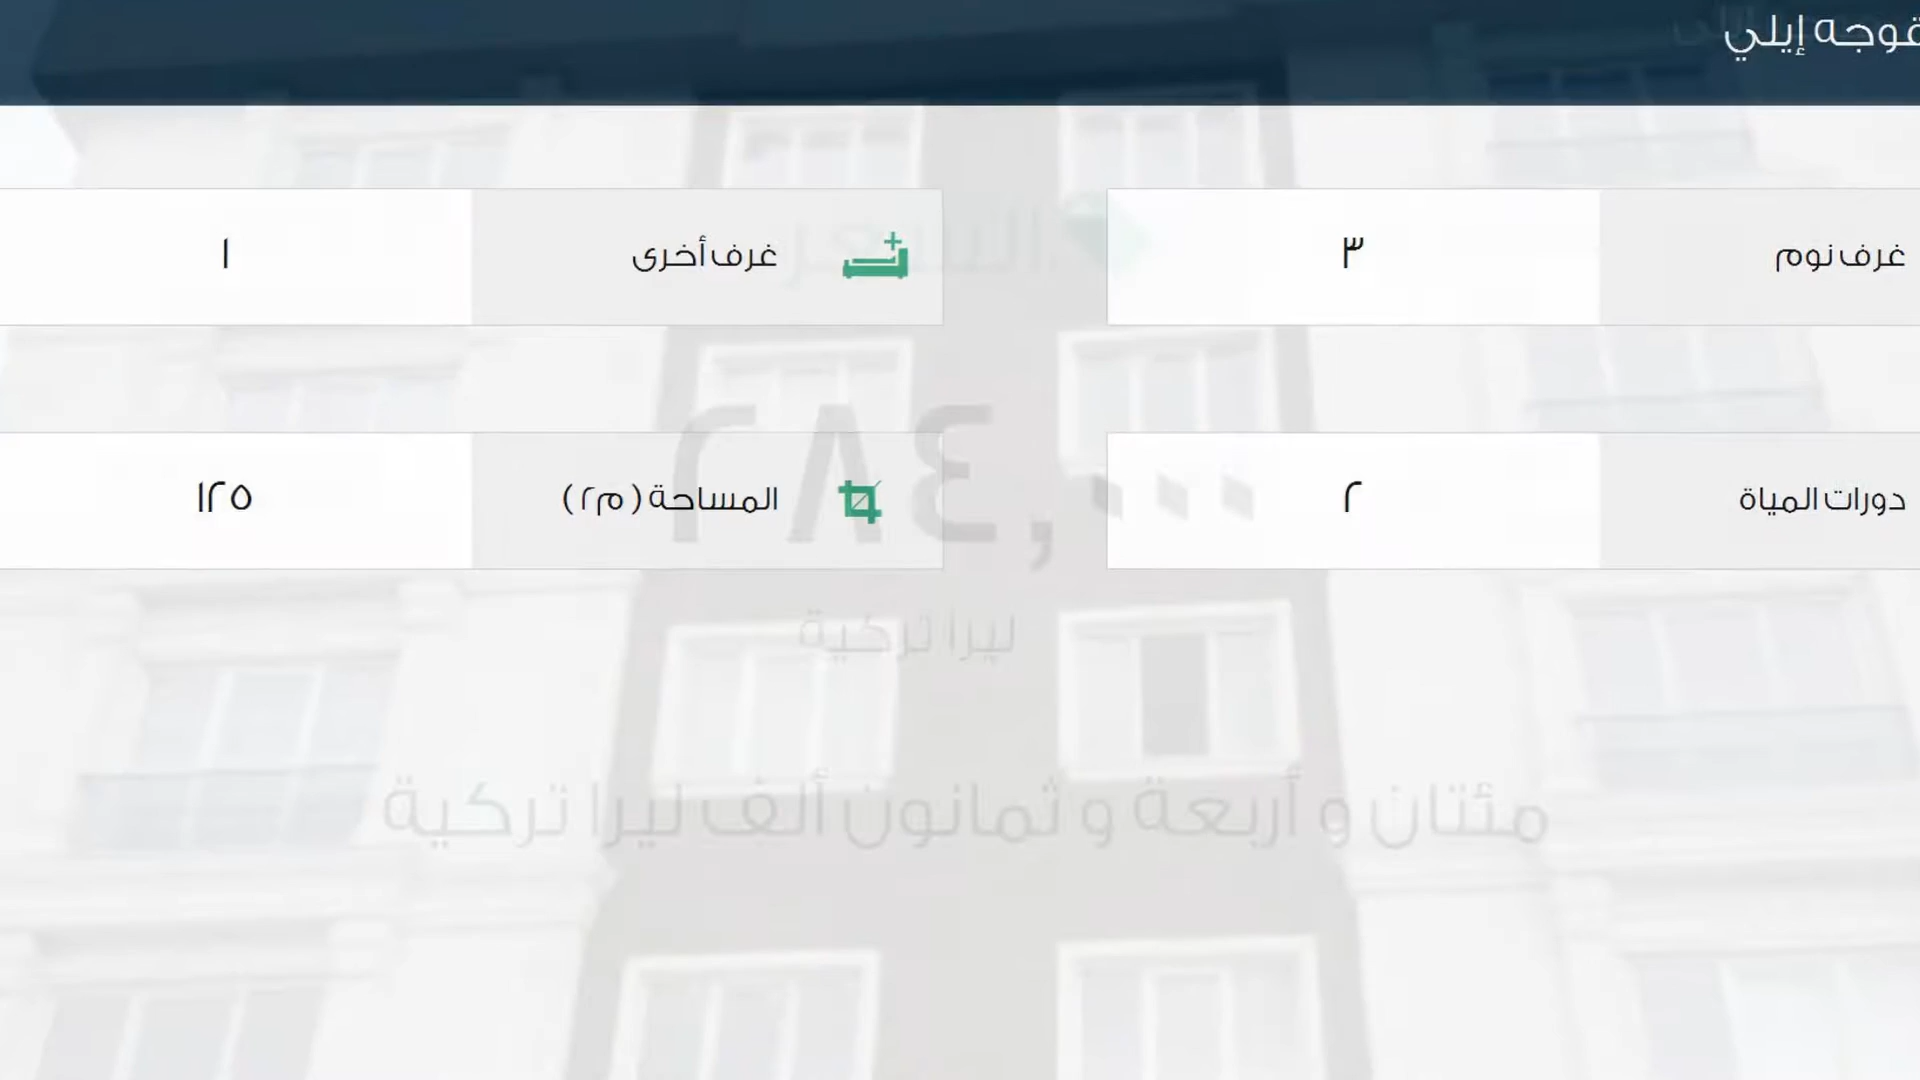 قوجه إيلي
غرف نوم ٣
غرف أخرى ١
السعر
دورات المياة ٢
المساحة (م٢) ١٢٥
٢٨٤,٠٠٠
ليرا تركية
مئتان و أربعة و ثمانون ألف ليرا تركية